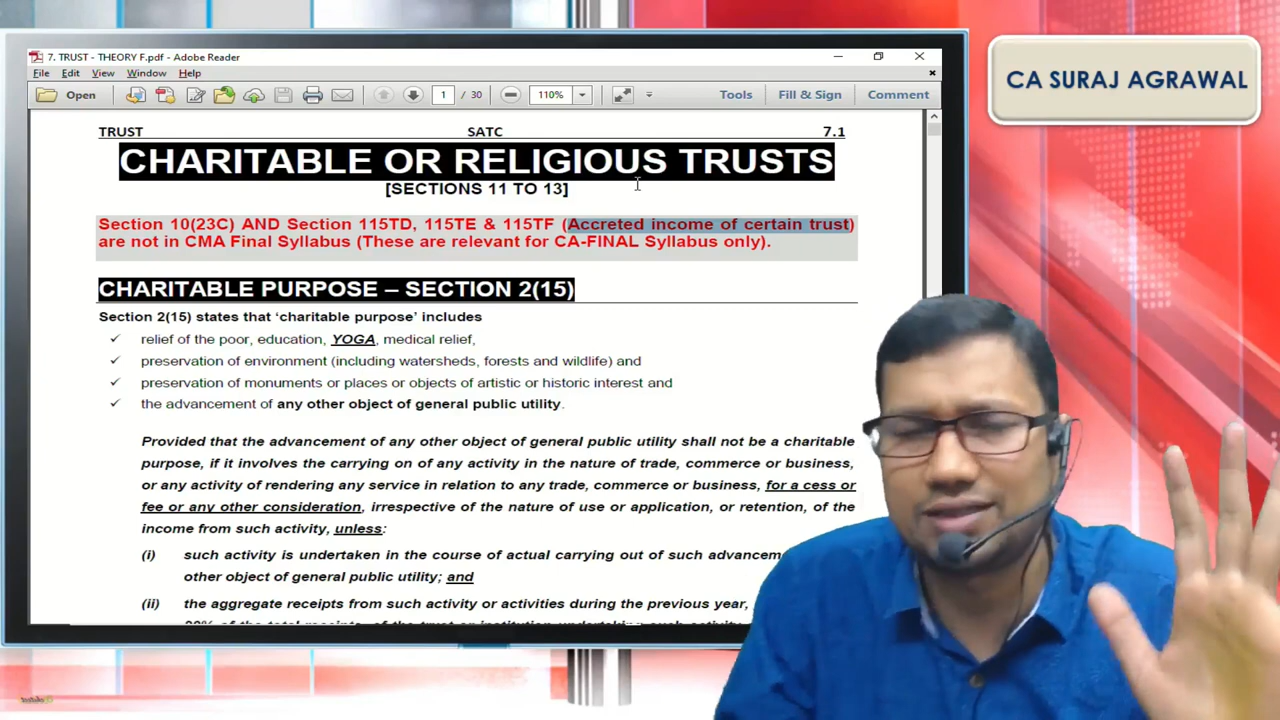 7. TRUST - THEORY F.pdf - Adobe Reader
File Edit View Window Help
Open 1 / 30 110% Tools Fill & Sign Comment
CA SURAJ AGRAWAL
TRUST SATC 7.1
CHARITABLE OR RELIGIOUS TRUSTS
[SECTIONS 11 TO 13]
Section 10(23C) AND Section 115TD, 115TE & 115TF (Accreted income of certain trust)
are not in CMA Final Syllabus (These are relevant for CA-FINAL Syllabus only).
CHARITABLE PURPOSE – SECTION 2(15)
Section 2(15) states that ‘charitable purpose’ includes
✓ relief of the poor, education, YOGA, medical relief,
✓ preservation of environment (including watersheds, forests and wildlife) and
✓ preservation of monuments or places or objects of artistic or historic interest and
✓ the advancement of any other object of general public utility.
Provided that the advancement of any other object of general public utility shall not be a charitable
purpose, if it involves the carrying on of any activity in the nature of trade, commerce or business,
or any activity of rendering any service in relation to any trade, commerce or business, for a cess or
fee or any other consideration, irrespective of the nature of use or application, or retention, of the
income from such activity, unless:
(i) such activity is undertaken in the course of actual carrying out of such
other object of general public utility; and
(ii) the aggregate receipts from such activity or activities during the previous year,